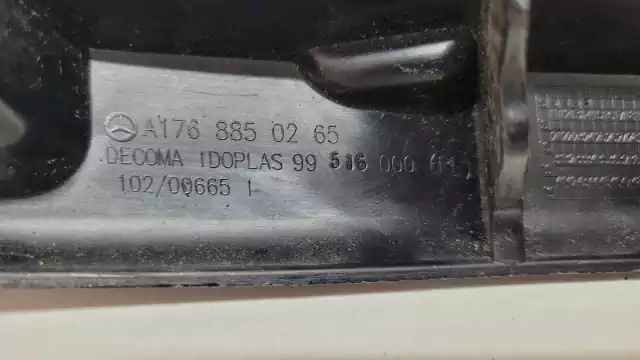 A176 885 02 65
DECOMA IDOPLAS 99 516 000
102/00665 1